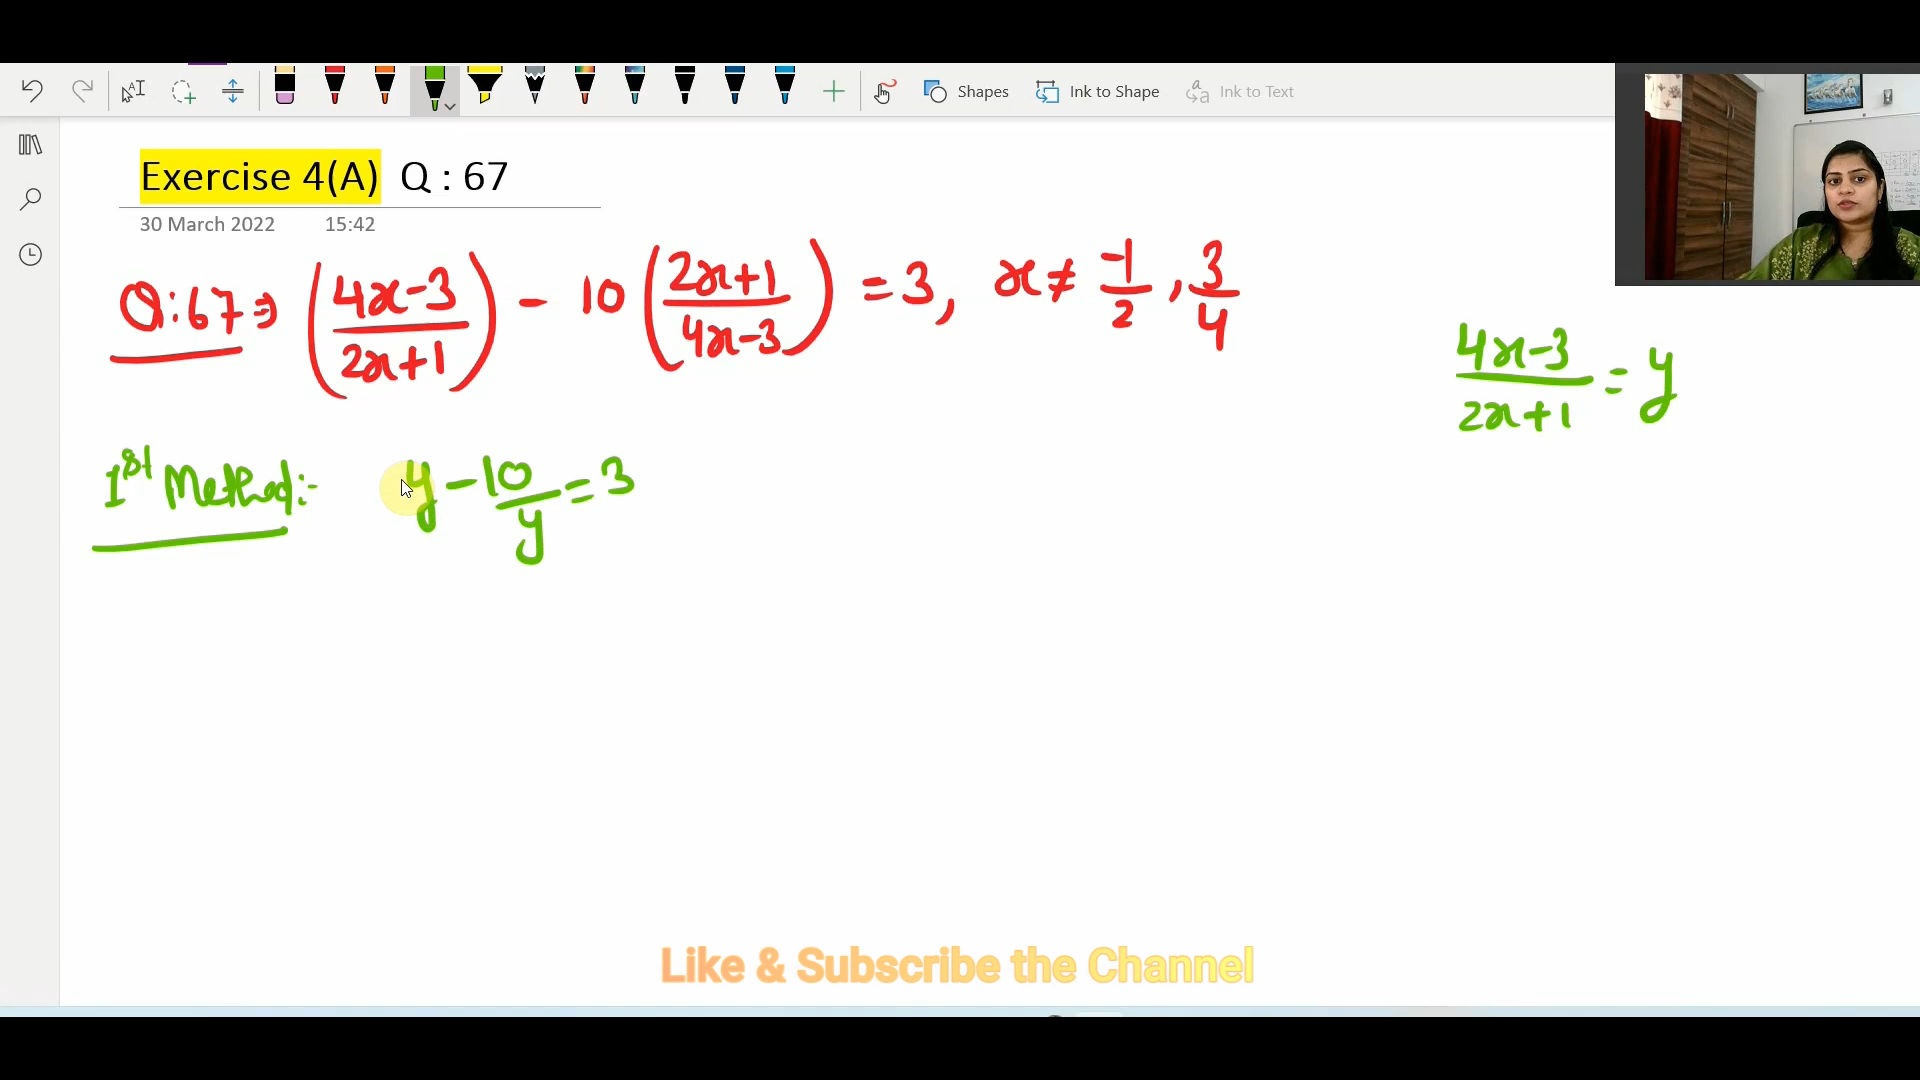 Shapes
Ink to Shape
Ink to Text
Exercise 4(A) Q : 67
30 March 2022 15:42
Q:67⇒ ((4x-3)/(2x+1)) - 10 ((2x+1)/(4x-3)) = 3, x ≠ -1/2, 3/4
(4x-3)/(2x+1) = y
1st Method:- y - 10/y = 3
Like & Subscribe the Channel